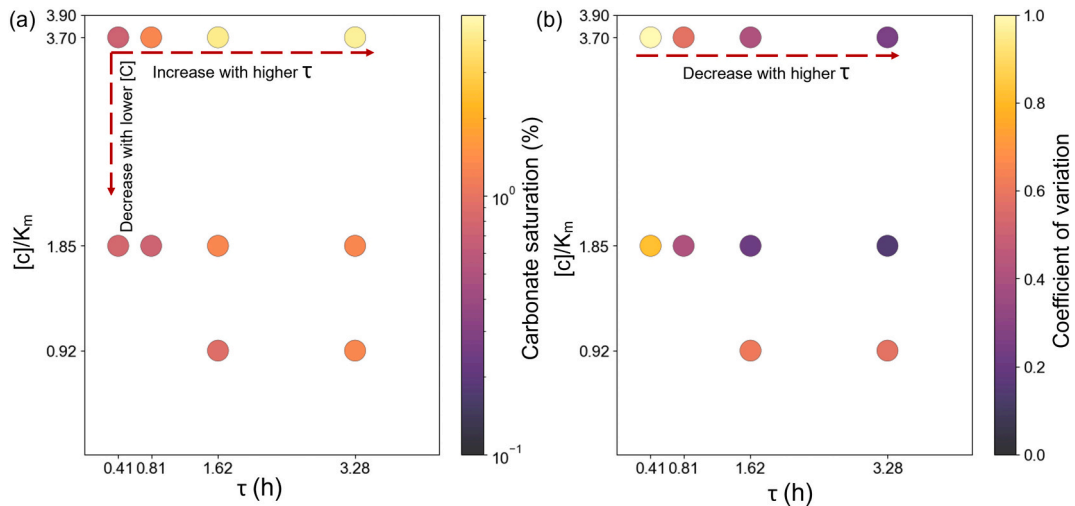 (a)
3.90
3.70
1.85
0.92
[c]/Kₘ
Increase with higher τ
Decrease with lower [C]
0.41
0.81
1.62
3.28
τ (h)
10⁰
10⁻¹
Carbonate saturation (%)
(b)
3.90
3.70
1.85
0.92
[c]/Kₘ
Decrease with higher τ
0.41
0.81
1.62
3.28
τ (h)
1.0
0.8
0.6
0.4
0.2
0.0
Coefficient of variation